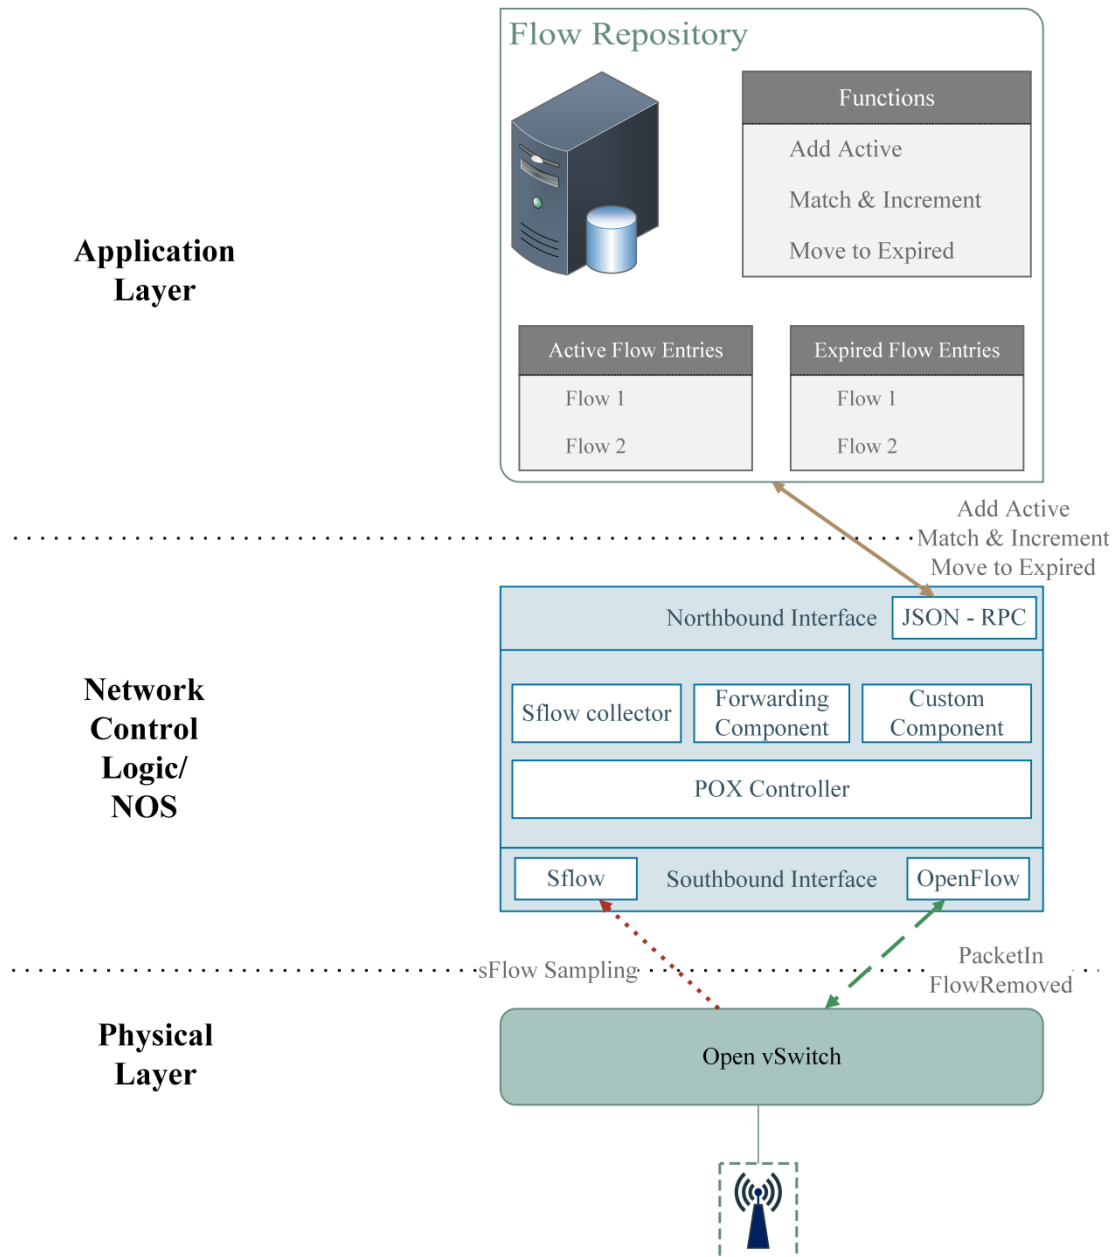 Flow Repository
Functions
Add Active
Match & Increment
Move to Expired
Application
Layer
Active Flow Entries
Flow 1
Flow 2
Expired Flow Entries
Flow 1
Flow 2
Add Active
Match & Increment
Move to Expired
Northbound Interface
JSON - RPC
Network
Control
Logic/
NOS
Sflow collector
Forwarding
Component
Custom
Component
POX Controller
Sflow
Southbound Interface
OpenFlow
sFlow Sampling
PacketIn
FlowRemoved
Physical
Layer
Open vSwitch